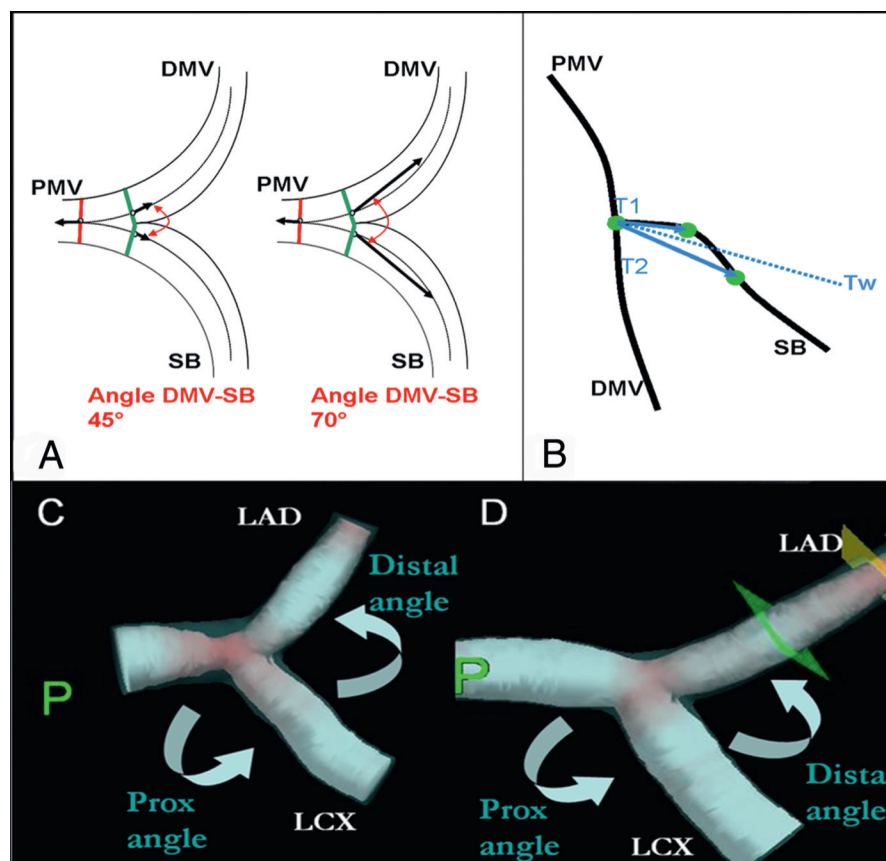 DMV
PMV
SB
Angle DMV-SB
45°
DMV
PMV
SB
Angle DMV-SB
70°
A
PMV
T1
T2
Tw
SB
DMV
B
C
LAD
Distal
angle
P
Prox
angle
LCX
D
LAD
P
Distal
angle
Prox
angle
LCX